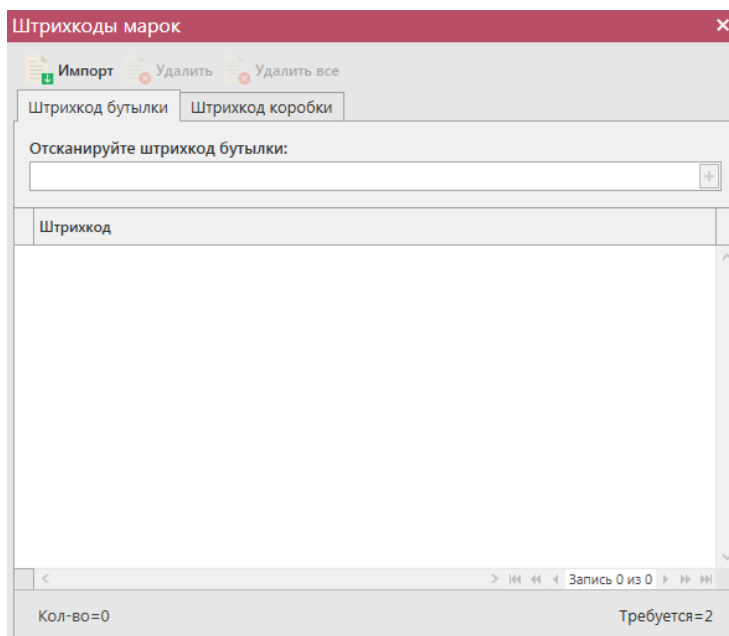 Штрихкоды марок
Импорт Удалить Удалить все
Штрихкод бутылки Штрихкод коробки
Отсканируйте штрихкод бутылки:
Штрихкод
Запись 0 из 0
Кол-во=0 Требуется=2